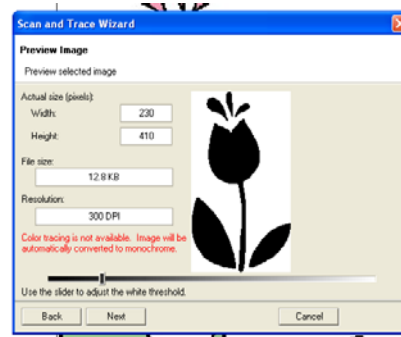 Scan and Trace Wizard
Preview Image
Preview selected image
Actual size (pixels):
Width: 230
Height: 410
File size:
12.8 KB
Resolution:
300 DPI
Color tracing is not available. Image will be
automatically converted to monochrome.
Use the slider to adjust the white threshold.
Back Next Cancel